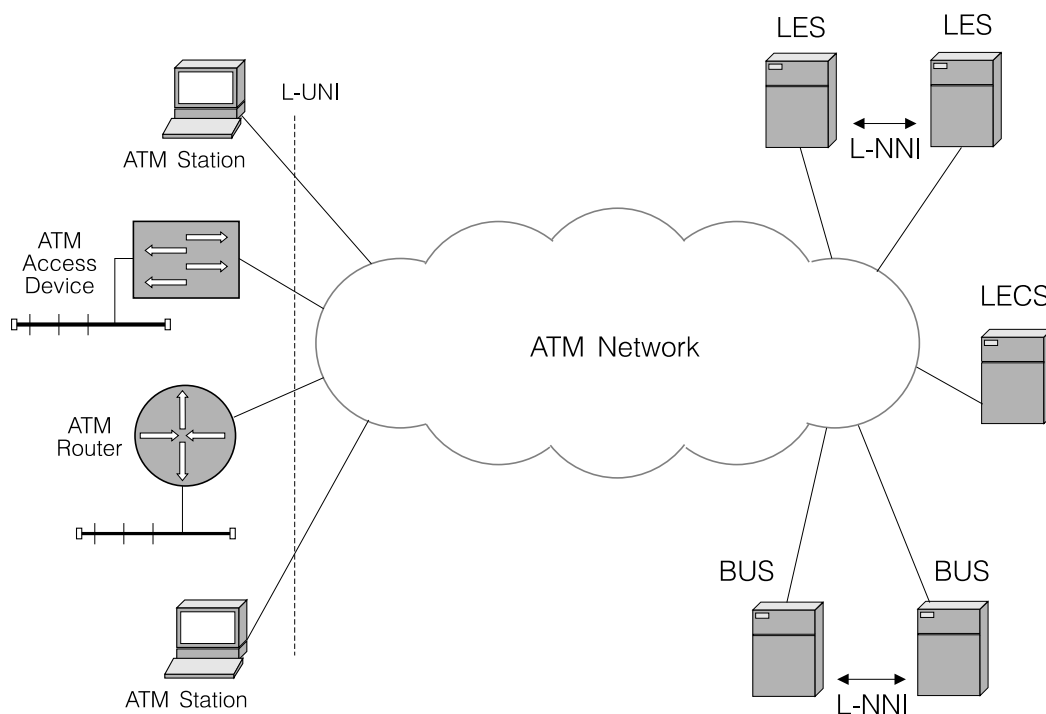 LES
LES
L-UNI
L-NNI
ATM Station
ATM
Access
Device
LECS
ATM Network
ATM
Router
BUS
BUS
ATM Station
L-NNI